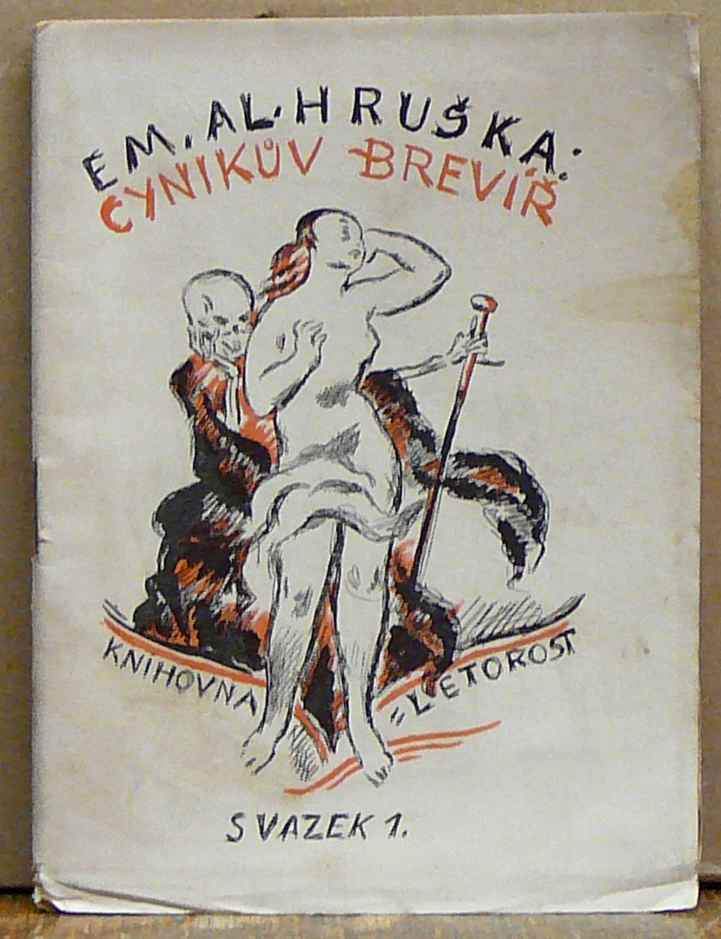 EM. AL. HRUŠKA:
CYNIKŮV BREVÍŘ
KNIHOVNA = LETOROST
SVAZEK 1.